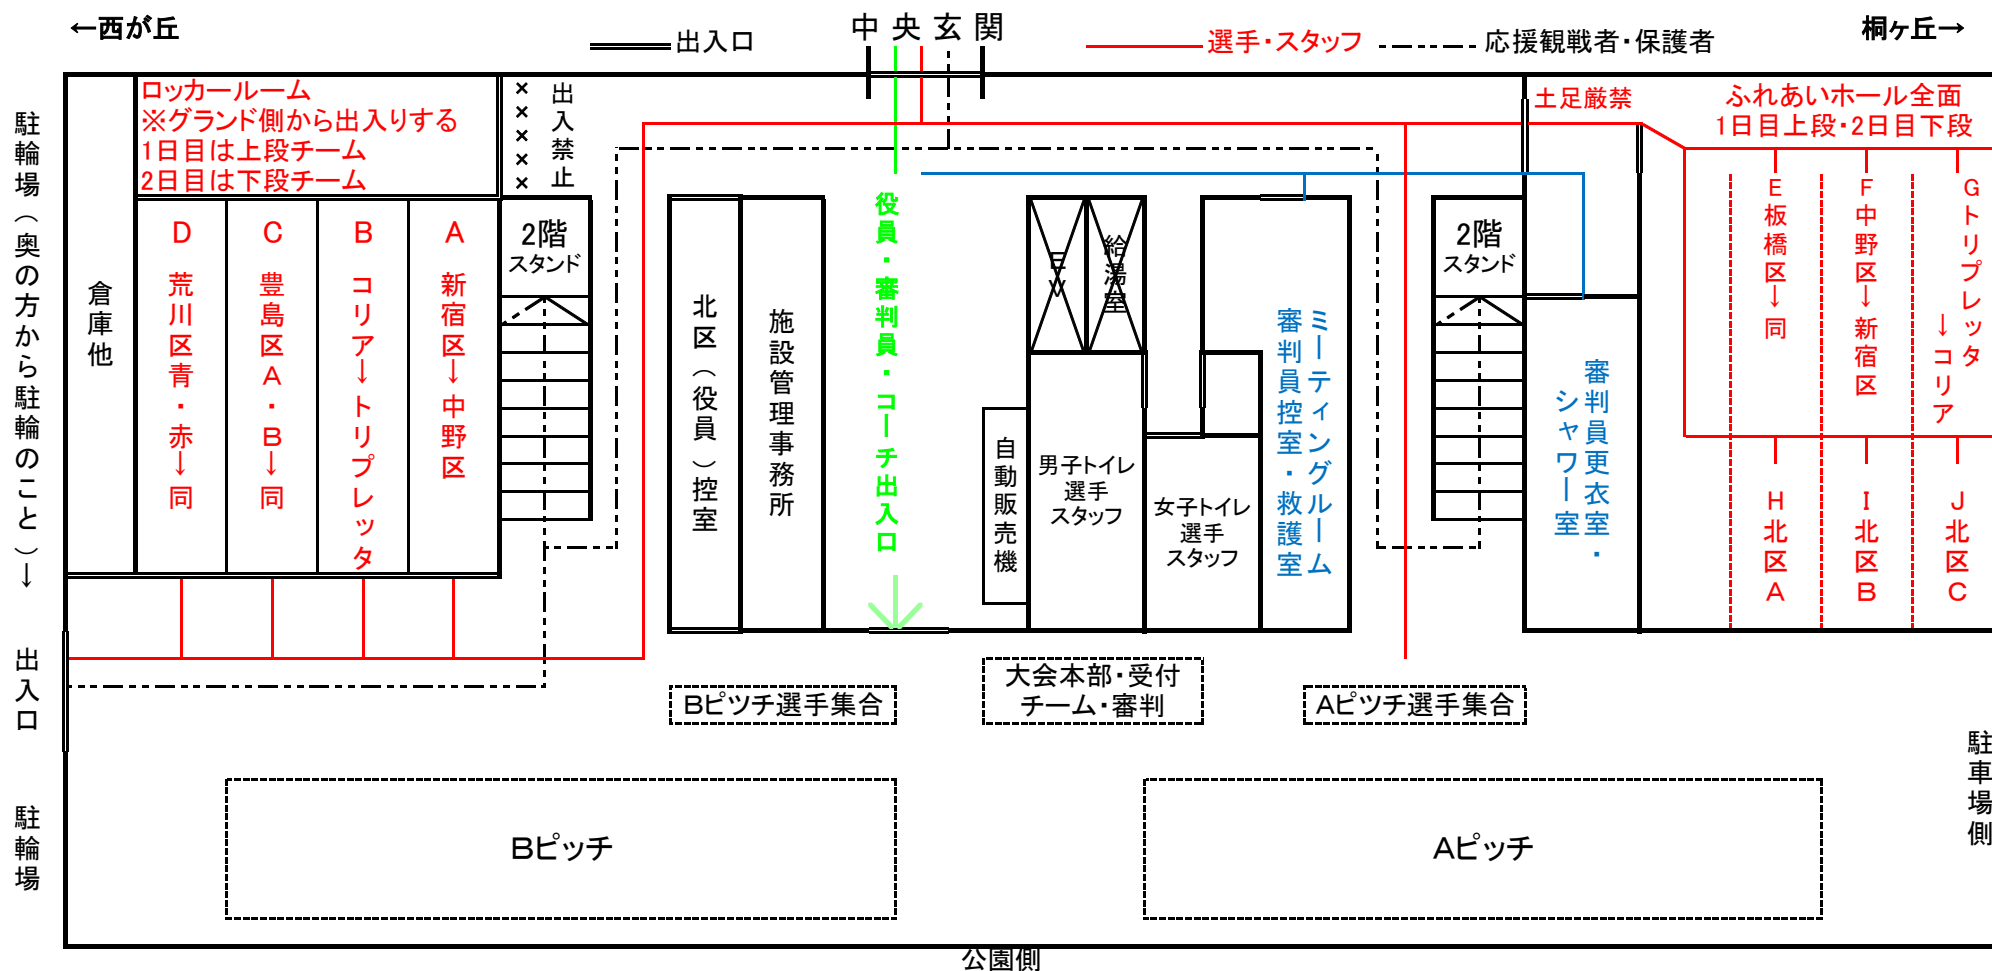 ←西が丘
中央玄関
桐ヶ丘→
出入口
選手・スタッフ
応援観戦者・保護者
駐輪場（奥の方から駐輪のこと）→
出入口
駐輪場
倉庫他
ロッカールーム
※グランド側から出入りする
1日目は上段チーム
2日目は下段チーム
××××× 出入禁止
D 荒川区青・赤→同
C 豊島区A・B→同
B コリア→トリプレッタ
A 新宿区→中野区
2階
スタンド
北区（役員）控室
施設管理事務所
役員・審判員・コーチ出入口
EV
給湯室
自動販売機
男子トイレ
選手
スタッフ
女子トイレ
選手
スタッフ
ミーティングルーム
審判員控室・救護室
2階
スタンド
土足厳禁
審判員更衣室・
シャワー室
ふれあいホール全面
1日目上段・2日目下段
E板橋区→同
F中野区→新宿区
Gトリプレッタ
→コリア
H北区A
I北区B
J北区C
Bピツチ選手集合
大会本部・受付
チーム・審判
Aピツチ選手集合
Bピッチ
Aピッチ
駐車場側
公園側